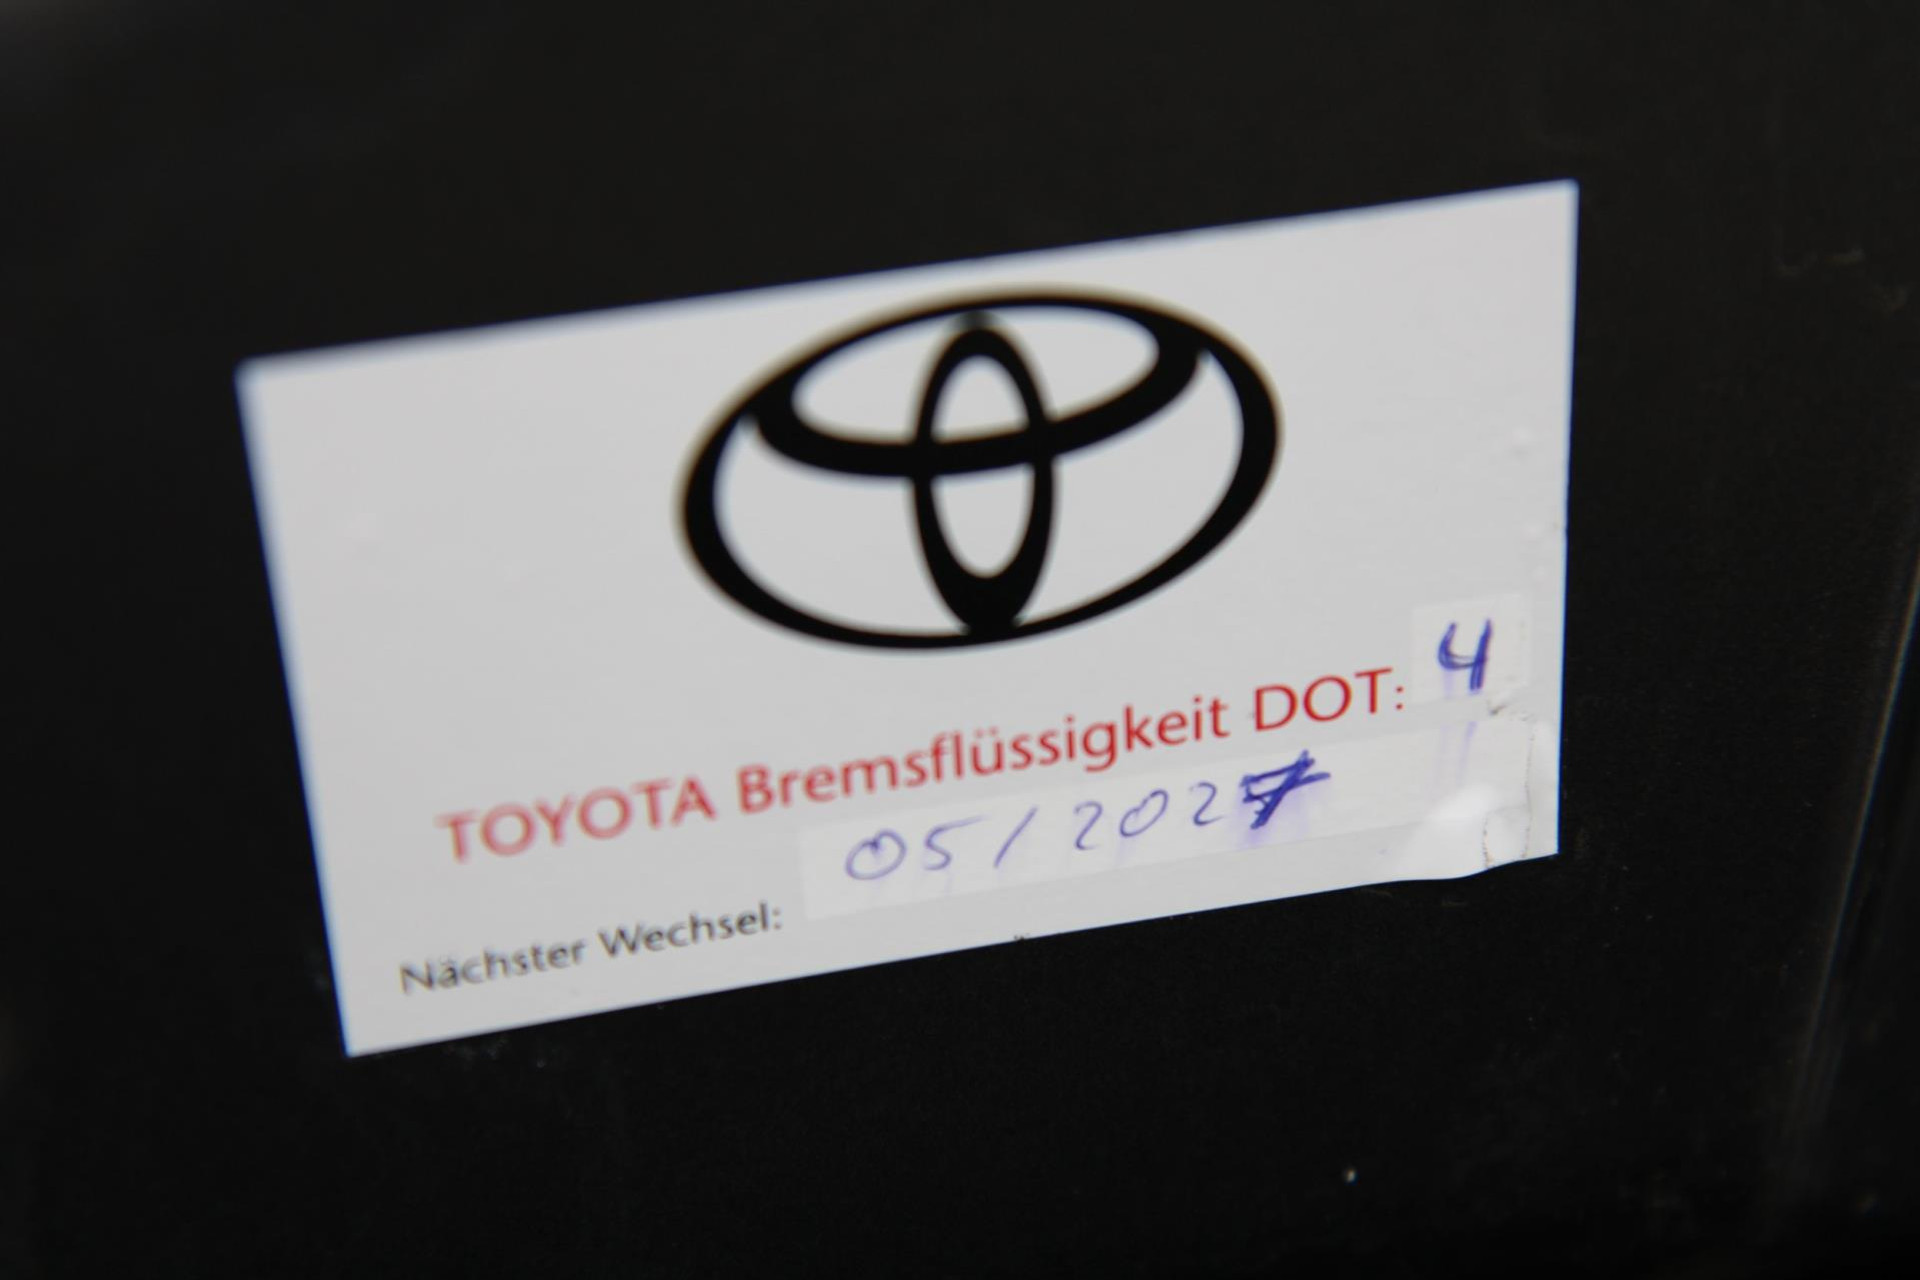 TOYOTA Bremsflüssigkeit DOT: 4
Nächster Wechsel: 05/2027